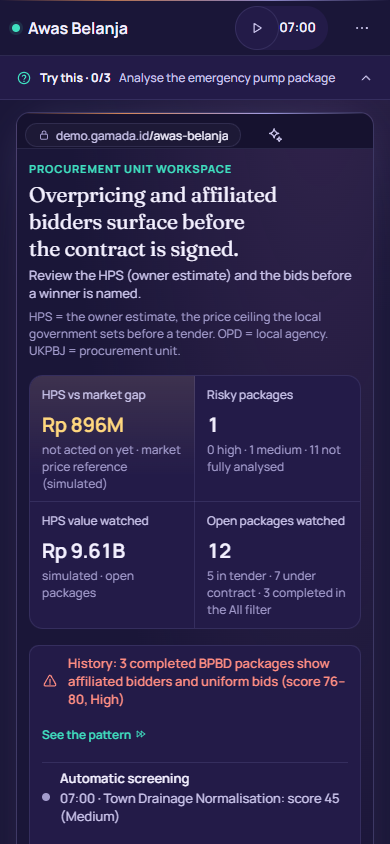 Awas Belanja
07:00
Try this · 0/3 Analyse the emergency pump package
demo.gamada.id/awas-belanja
PROCUREMENT UNIT WORKSPACE
Overpricing and affiliated
bidders surface before
the contract is signed.
Review the HPS (owner estimate) and the bids before
a winner is named.
HPS = the owner estimate, the price ceiling the local
government sets before a tender. OPD = local agency.
UKPBJ = procurement unit.
HPS vs market gap
Rp 896M
not acted on yet · market
price reference
(simulated)
Risky packages
1
0 high · 1 medium · 11 not
fully analysed
HPS value watched
Rp 9.61B
simulated · open
packages
Open packages watched
12
5 in tender · 7 under
contract · 3 completed in
the All filter
History: 3 completed BPBD packages show
affiliated bidders and uniform bids (score 76–
80, High)
See the pattern
Automatic screening
07:00 · Town Drainage Normalisation: score 45
(Medium)